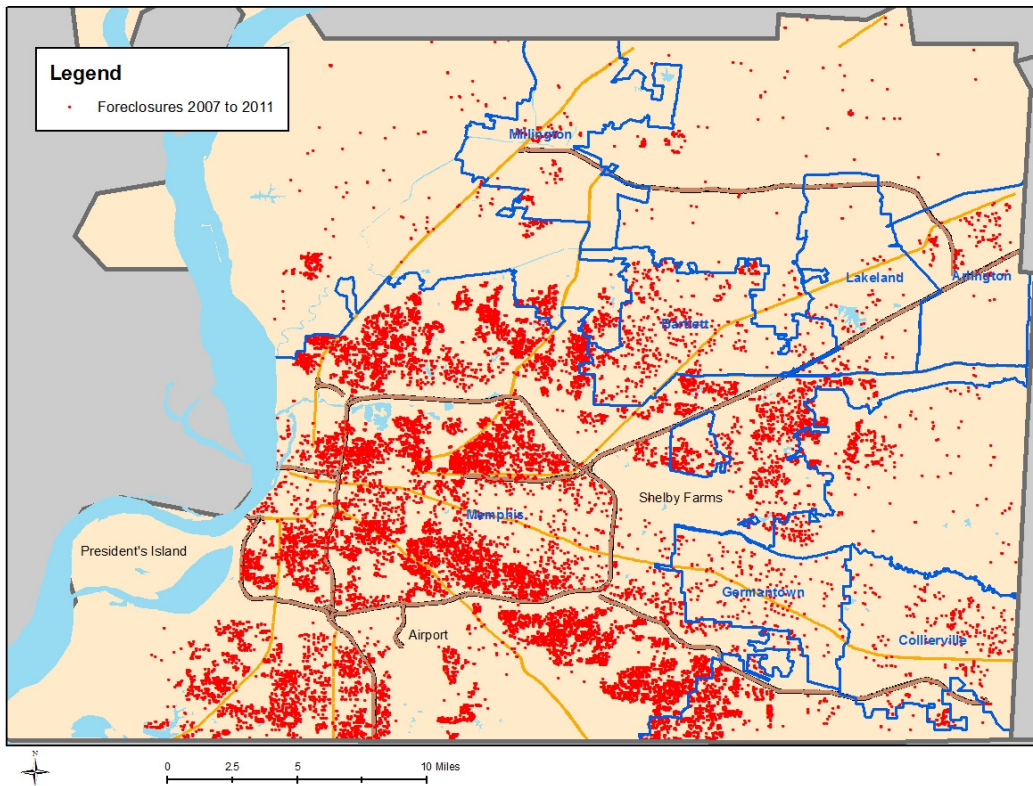 Legend
Foreclosures 2007 to 2011
Millington
Lakeland
Arlington
Bartlett
Shelby Farms
Memphis
President's Island
Germantown
Airport
Collierville
N
0 2.5 5 10 Miles